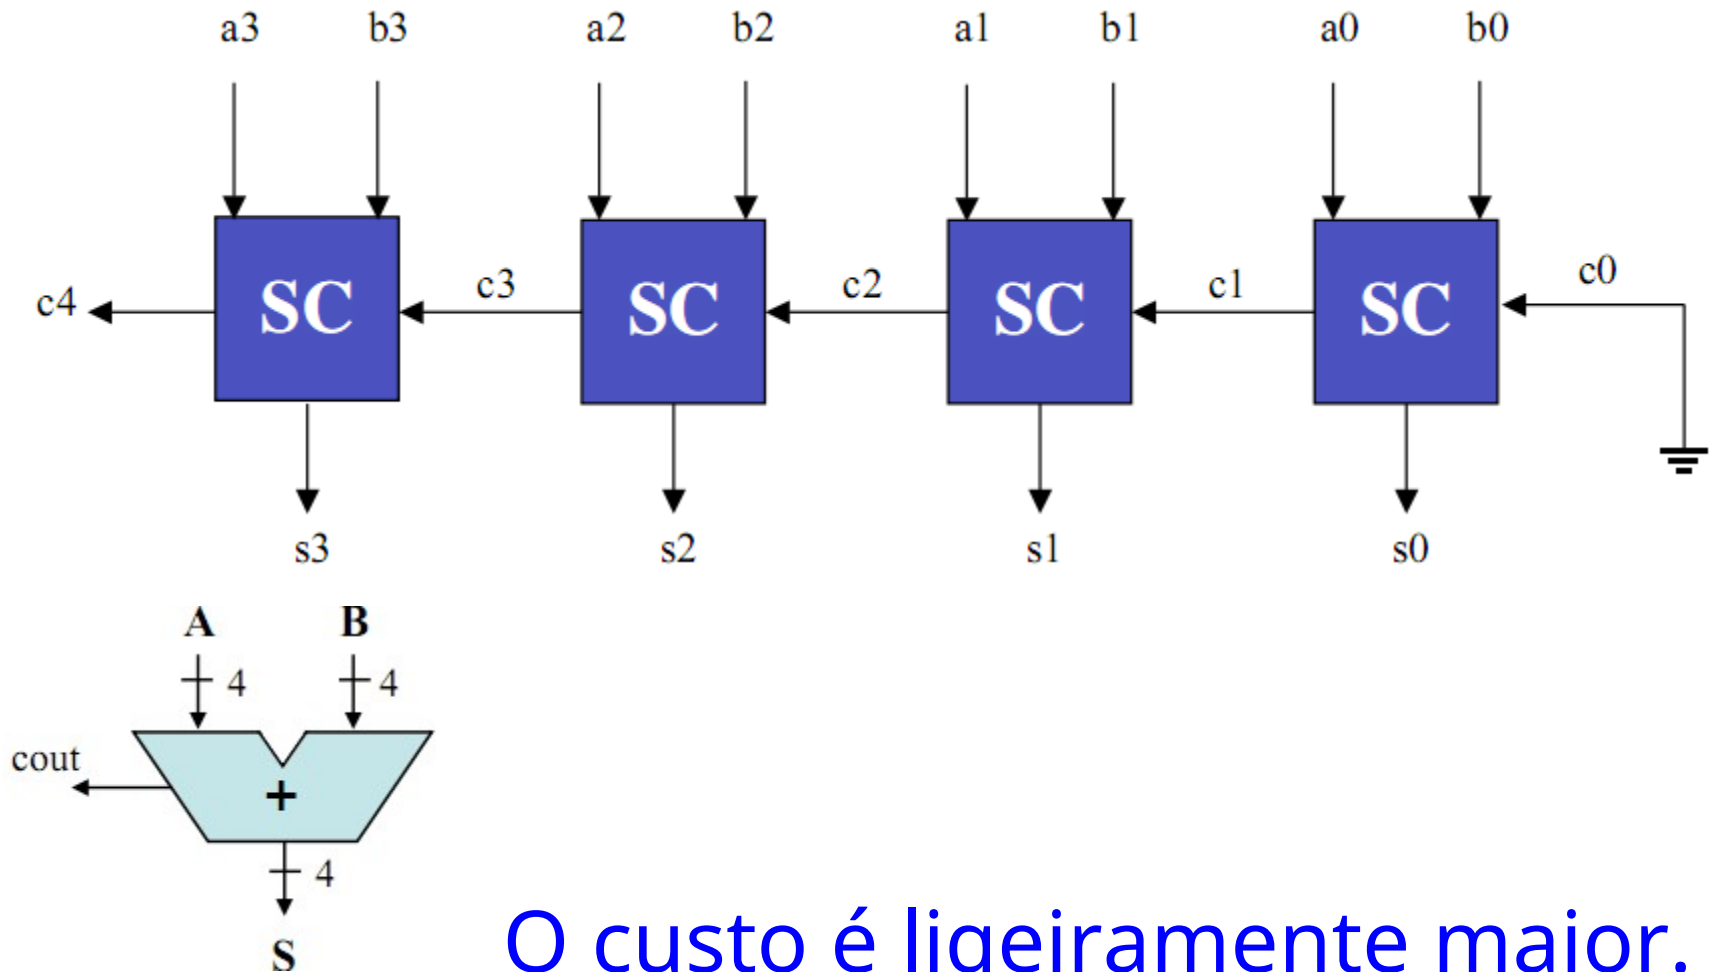 a3 b3 a2 b2 a1 b1 a0 b0
c4 SC c3 SC c2 SC c1 SC c0
s3 s2 s1 s0
A B
4 4
cout
+
4
S
O custo é ligeiramente maior.